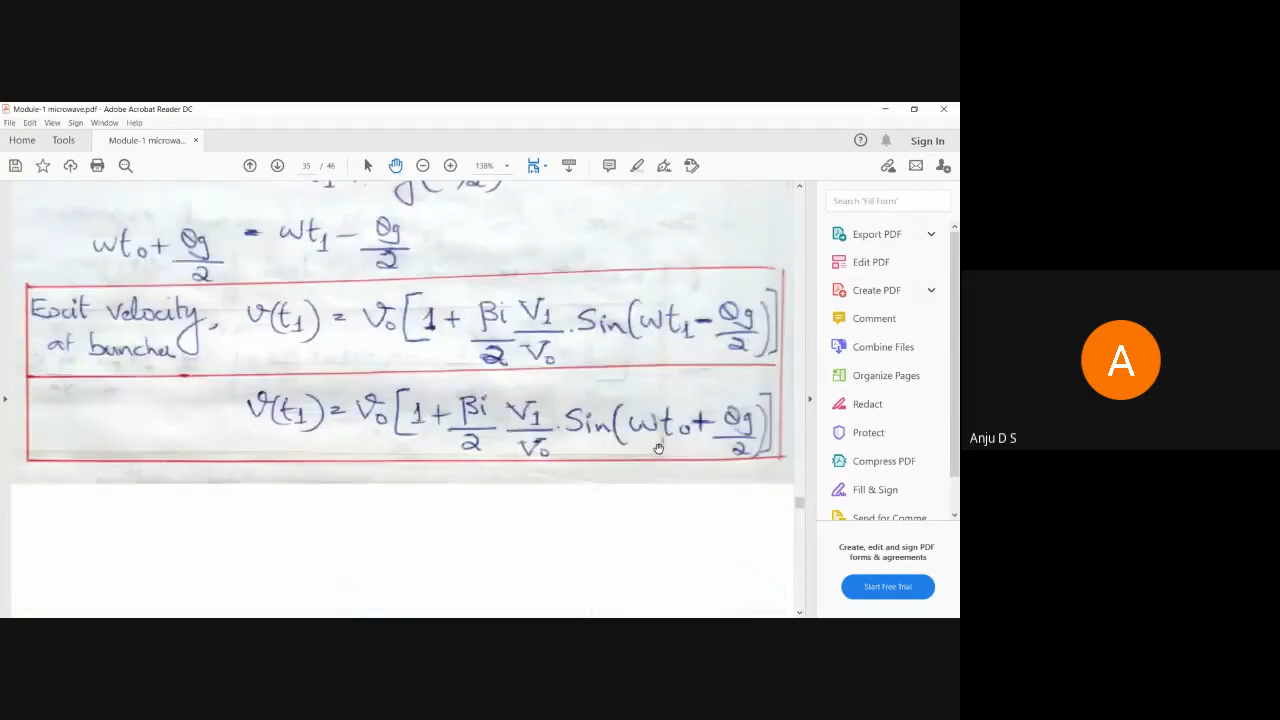 Module-1 microwave.pdf - Adobe Acrobat Reader DC
File Edit View Sign Window Help
Home Tools Module-1 microwa... × Sign In
35 / 46 138%
ωt₀ + θg/2 = ωt₁ − θg/2
Exit velocity, v(t₁) = v₀[1 + βi/2 V₁/V₀ . Sin(ωt₁ − θg/2)]
at buncher
v(t₁) = v₀[1 + βi/2 V₁/V₀ . Sin(ωt₀ + θg/2)]
Search 'Fill Form'
Export PDF
Edit PDF
Create PDF
Comment
Combine Files
Organize Pages
Redact
Protect
Compress PDF
Fill & Sign
Send for Comme
Create, edit and sign PDF
forms & agreements
Start Free Trial
A
Anju D S